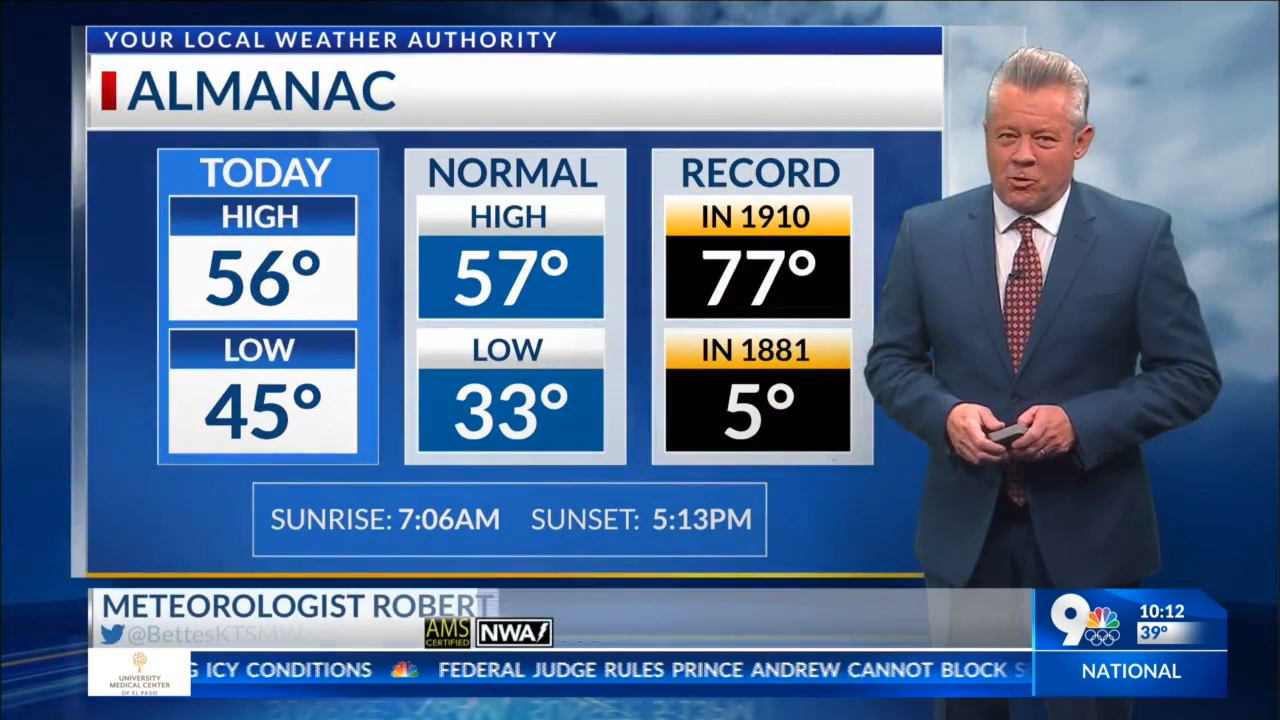 YOUR LOCAL WEATHER AUTHORITY
ALMANAC
TODAY
HIGH
56°
LOW
45°
NORMAL
HIGH
57°
LOW
33°
RECORD
IN 1910
77°
IN 1881
5°
SUNRISE: 7:06AM SUNSET: 5:13PM
METEOROLOGIST ROBERT
@BettesKTSMW
AMS
CERTIFIED
NWA
9
10:12
39°
NATIONAL
UNIVERSITY
MEDICAL CENTER
OF EL PASO
G ICY CONDITIONS FEDERAL JUDGE RULES PRINCE ANDREW CANNOT BLOCK S